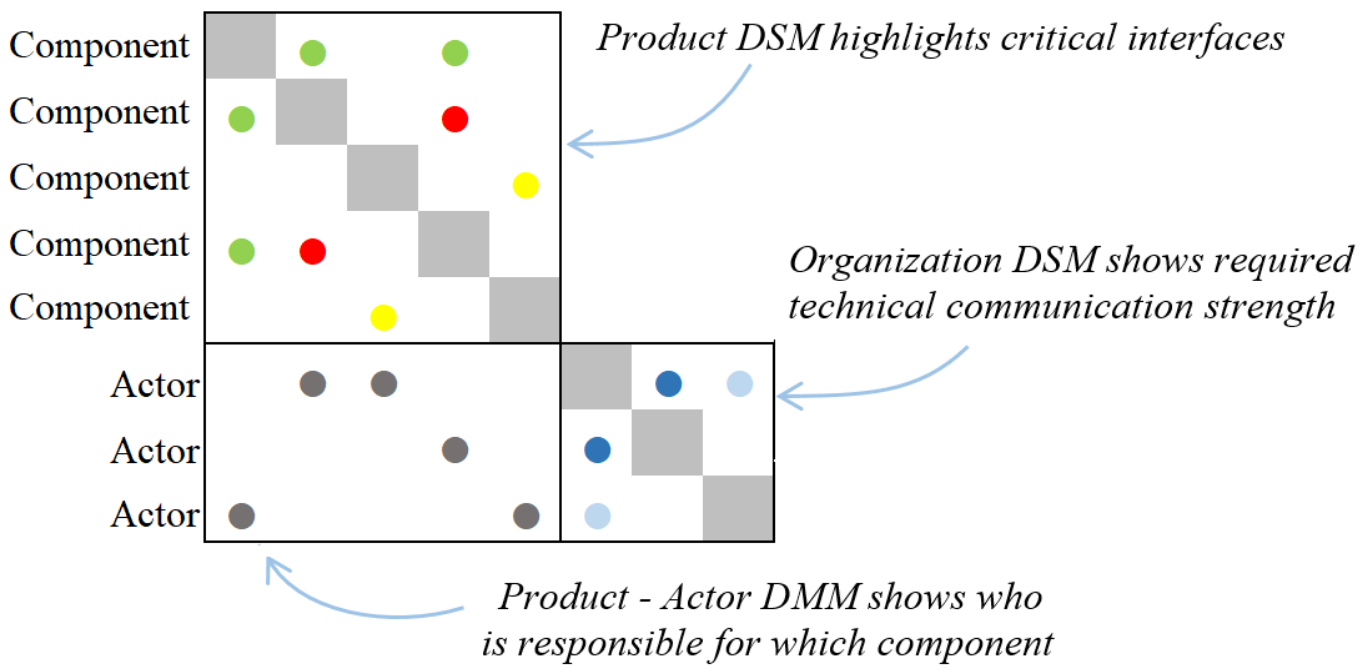 Component
Product DSM highlights critical interfaces
Component
Component
Component
Organization DSM shows required
technical communication strength
Component
Actor
Actor
Actor
Product - Actor DMM shows who
is responsible for which component